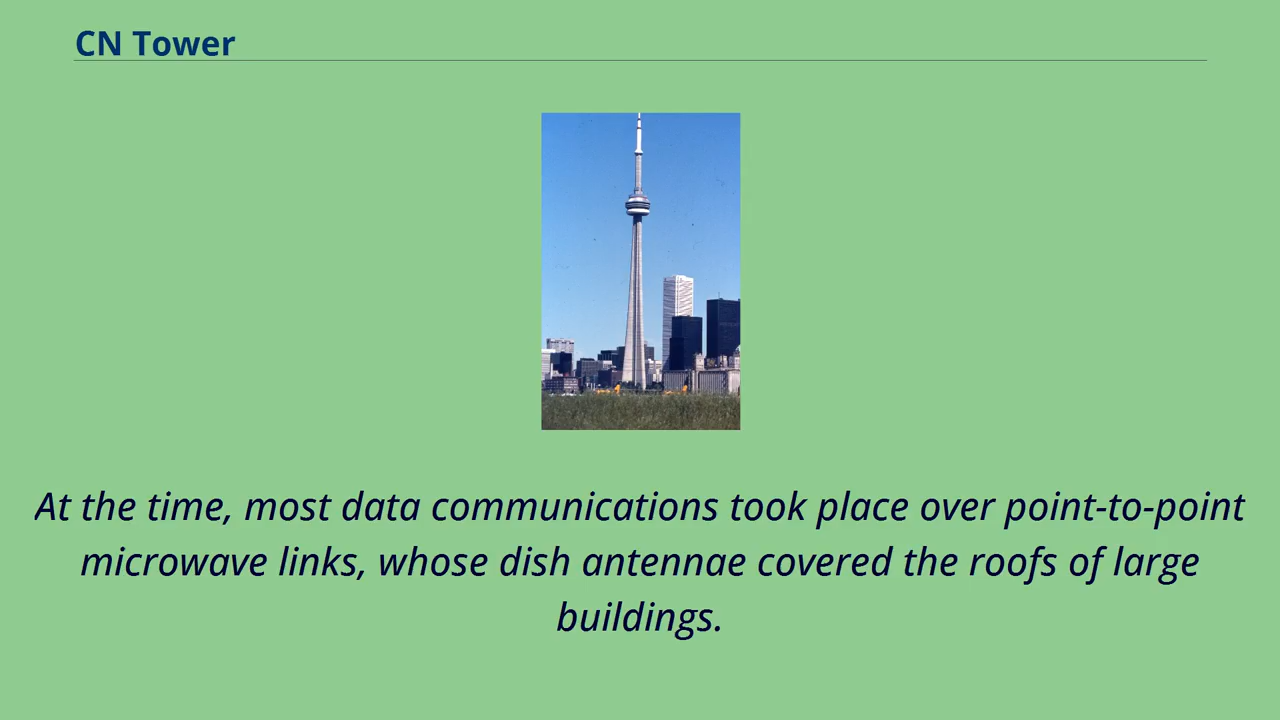 CN Tower
At the time, most data communications took place over point-to-point
microwave links, whose dish antennae covered the roofs of large
buildings.